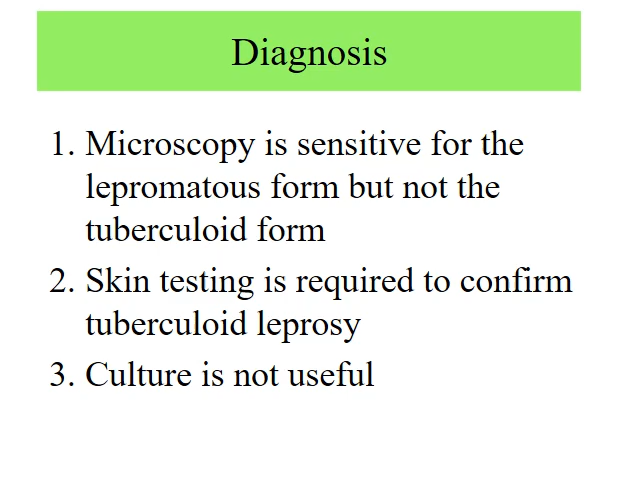 Diagnosis
1. Microscopy is sensitive for the
lepromatous form but not the
tuberculoid form
2. Skin testing is required to confirm
tuberculoid leprosy
3. Culture is not useful